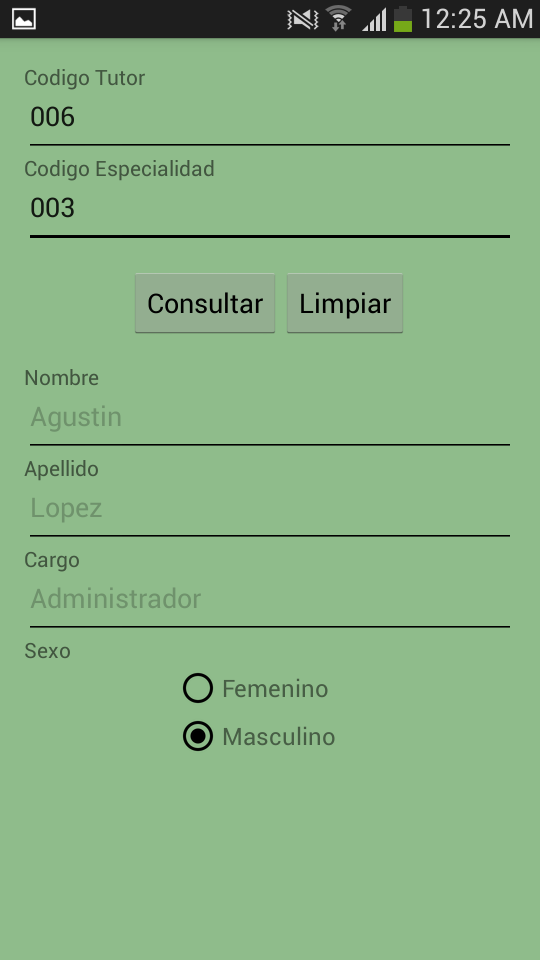 12:25 AM
Codigo Tutor
006
Codigo Especialidad
003
Consultar Limpiar
Nombre
Agustin
Apellido
Lopez
Cargo
Administrador
Sexo
Femenino
Masculino